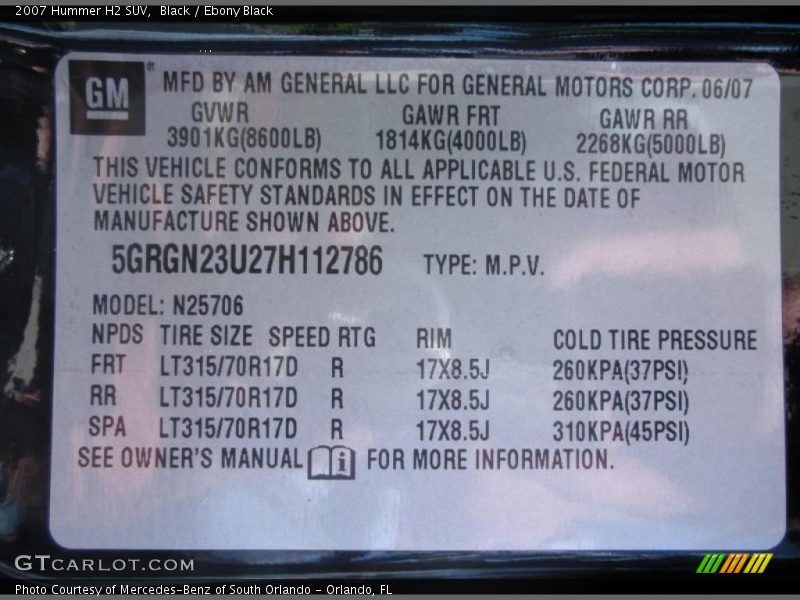 2007 Hummer H2 SUV, Black / Ebony Black
GM® MFD BY AM GENERAL LLC FOR GENERAL MOTORS CORP. 06/07
GVWR GAWR FRT GAWR RR
3901KG(8600LB) 1814KG(4000LB) 2268KG(5000LB)
THIS VEHICLE CONFORMS TO ALL APPLICABLE U.S. FEDERAL MOTOR
VEHICLE SAFETY STANDARDS IN EFFECT ON THE DATE OF
MANUFACTURE SHOWN ABOVE.
5GRGN23U27H112786 TYPE: M.P.V.
MODEL: N25706
NPDS TIRE SIZE SPEED RTG RIM COLD TIRE PRESSURE
FRT LT315/70R17D R 17X8.5J 260KPA(37PSI)
RR LT315/70R17D R 17X8.5J 260KPA(37PSI)
SPA LT315/70R17D R 17X8.5J 310KPA(45PSI)
SEE OWNER'S MANUAL i FOR MORE INFORMATION.
GTCARLOT.COM
Photo Courtesy of Mercedes-Benz of South Orlando - Orlando, FL